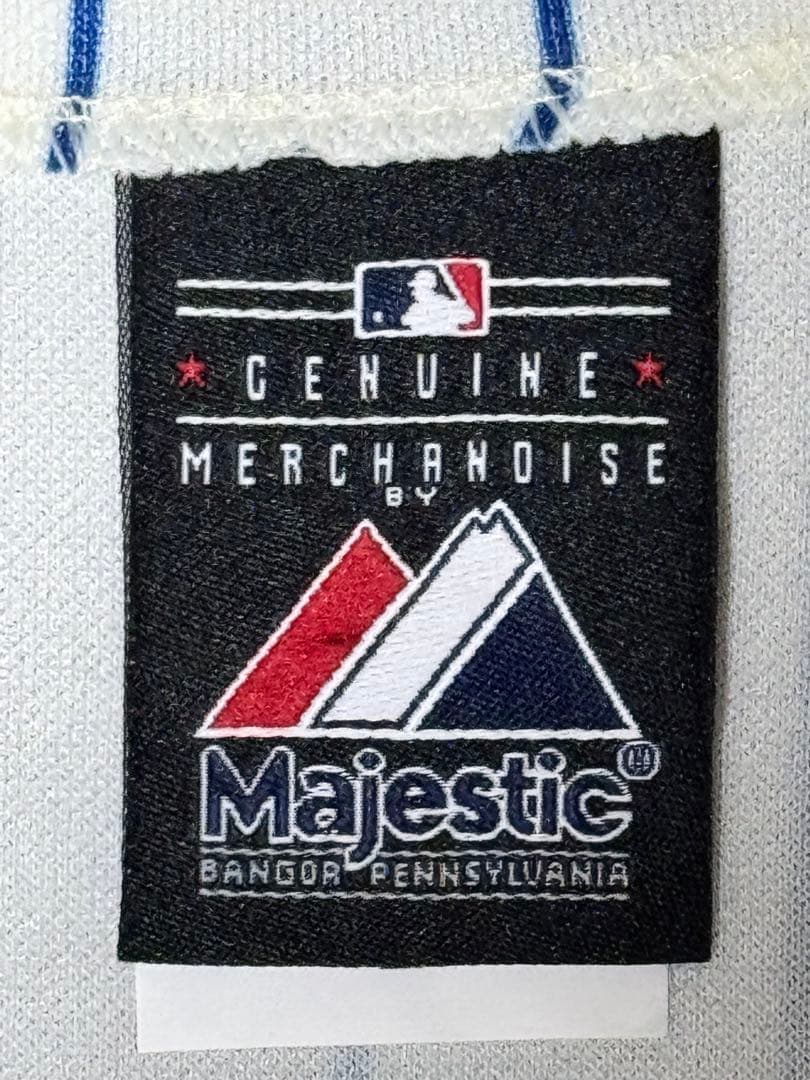 GENUINE
MERCHANDISE
BY
Majestic®
BANGOR PENNSYLVANIA